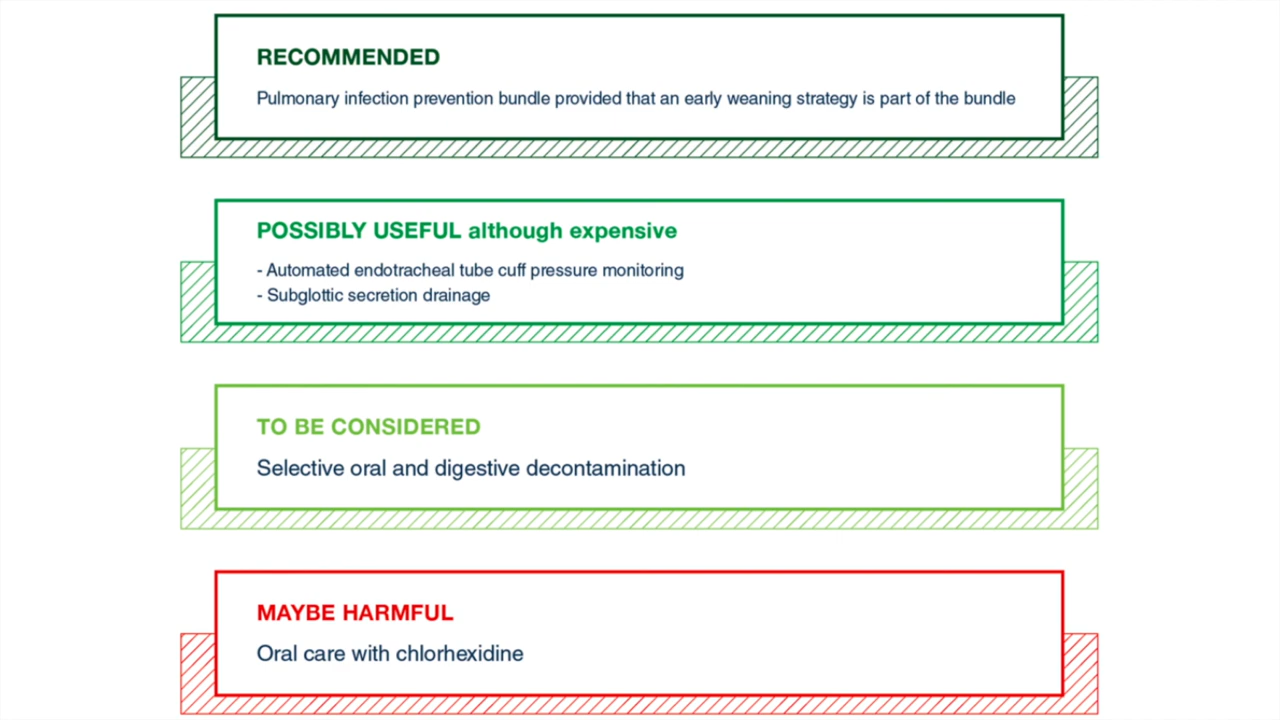 RECOMMENDED
Pulmonary infection prevention bundle provided that an early weaning strategy is part of the bundle
POSSIBLY USEFUL although expensive
- Automated endotracheal tube cuff pressure monitoring
- Subglottic secretion drainage
TO BE CONSIDERED
Selective oral and digestive decontamination
MAYBE HARMFUL
Oral care with chlorhexidine